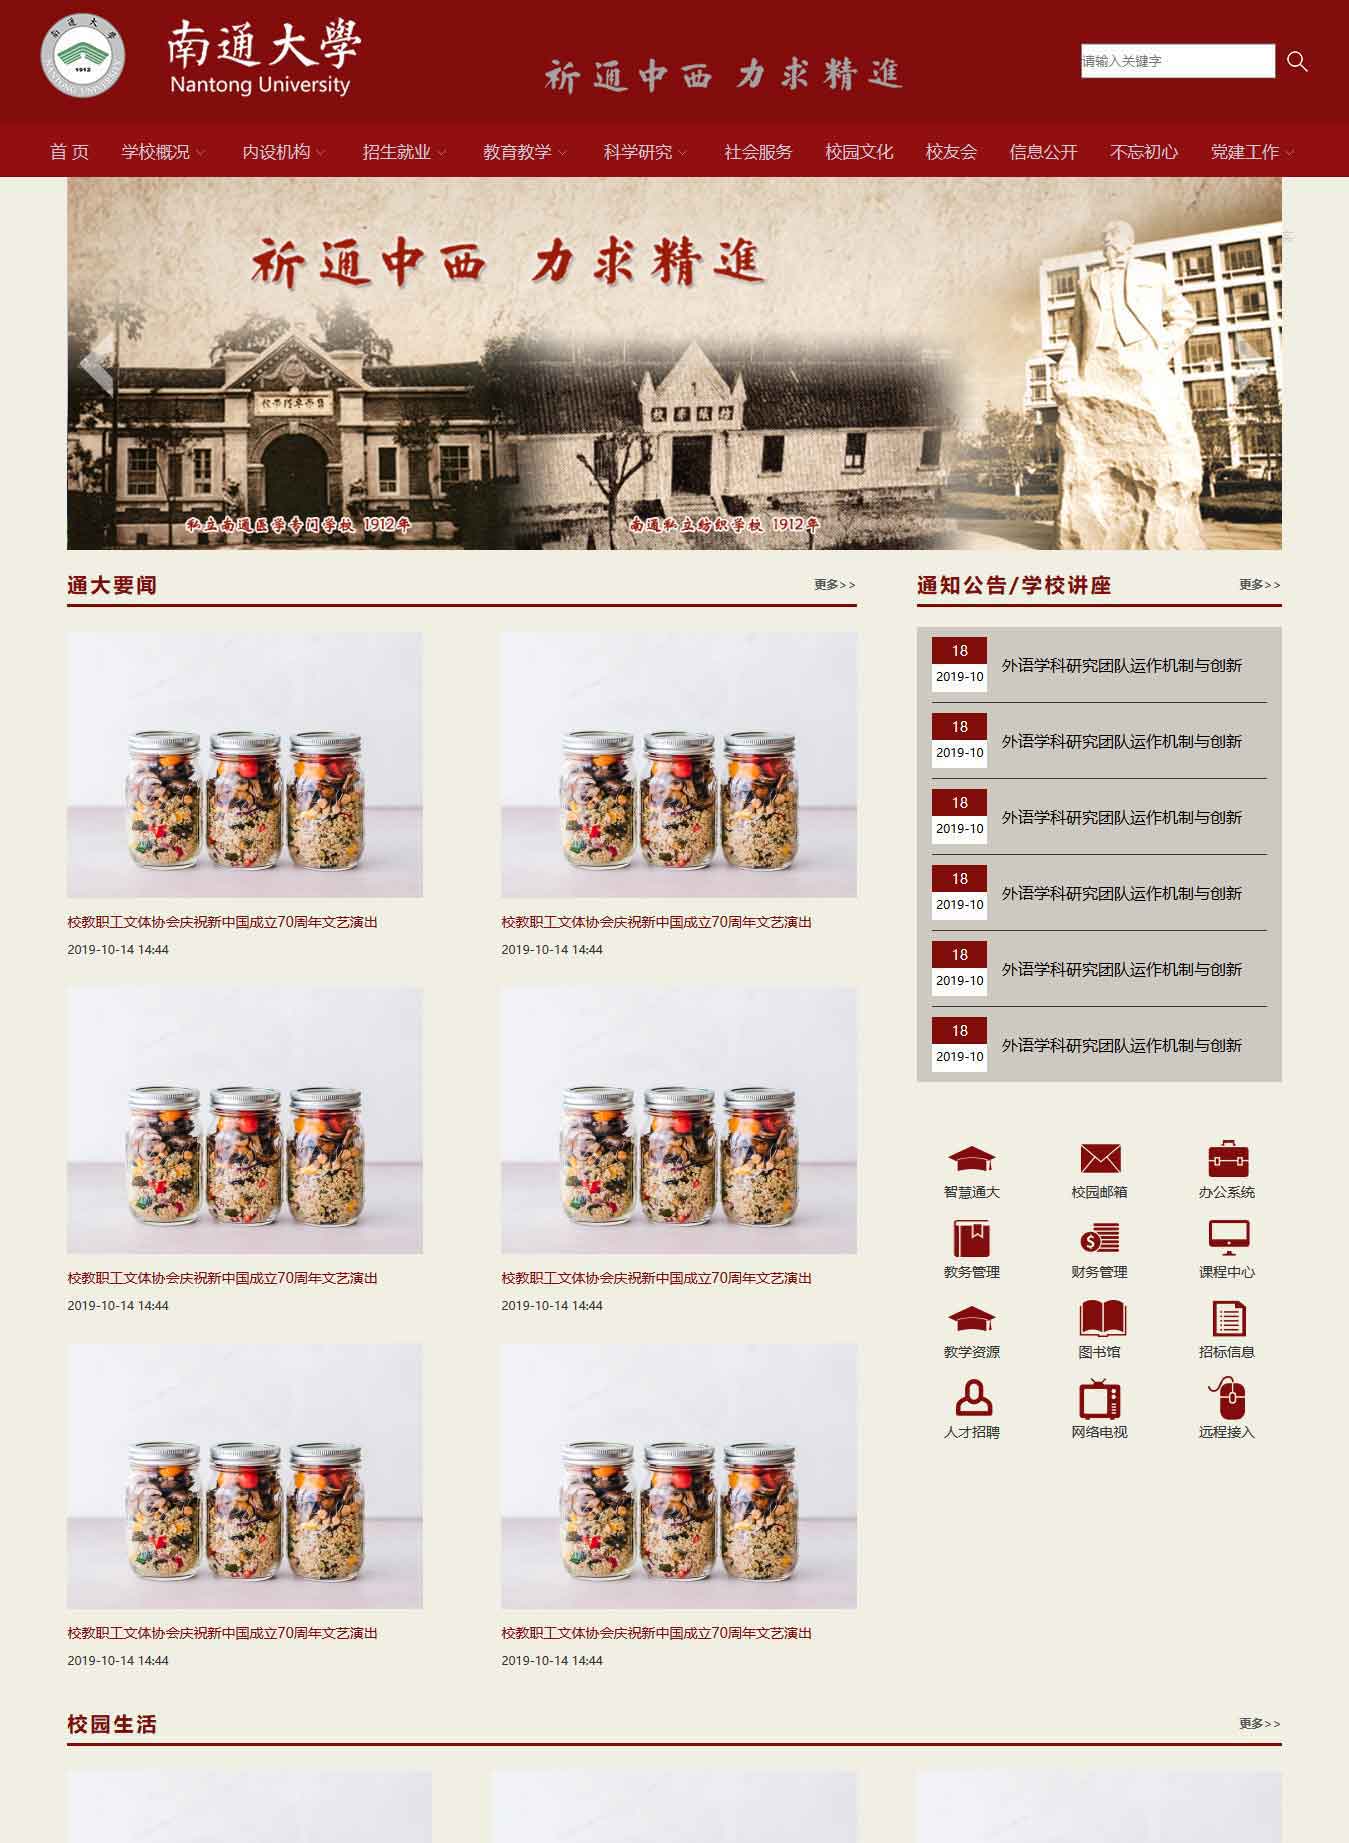 南通大學
Nantong University
1912
祈通中西 力求精進
请输入关键字
首页 学校概况 内设机构 招生就业 教育教学 科学研究 社会服务 校园文化 校友会 信息公开 不忘初心 党建工作
祈通中西 力求精進
私立南通医学专门学校 1912年
南通私立纺织学校 1912年
通大要闻
更多>>
校教职工文体协会庆祝新中国成立70周年文艺演出
2019-10-14 14:44
校教职工文体协会庆祝新中国成立70周年文艺演出
2019-10-14 14:44
校教职工文体协会庆祝新中国成立70周年文艺演出
2019-10-14 14:44
校教职工文体协会庆祝新中国成立70周年文艺演出
2019-10-14 14:44
校教职工文体协会庆祝新中国成立70周年文艺演出
2019-10-14 14:44
校教职工文体协会庆祝新中国成立70周年文艺演出
2019-10-14 14:44
通知公告/学校讲座
更多>>
18
2019-10
外语学科研究团队运作机制与创新
18
2019-10
外语学科研究团队运作机制与创新
18
2019-10
外语学科研究团队运作机制与创新
18
2019-10
外语学科研究团队运作机制与创新
18
2019-10
外语学科研究团队运作机制与创新
18
2019-10
外语学科研究团队运作机制与创新
智慧通大 校园邮箱 办公系统
教务管理 财务管理 课程中心
教学资源 图书馆 招标信息
人才招聘 网络电视 远程接入
校园生活
更多>>